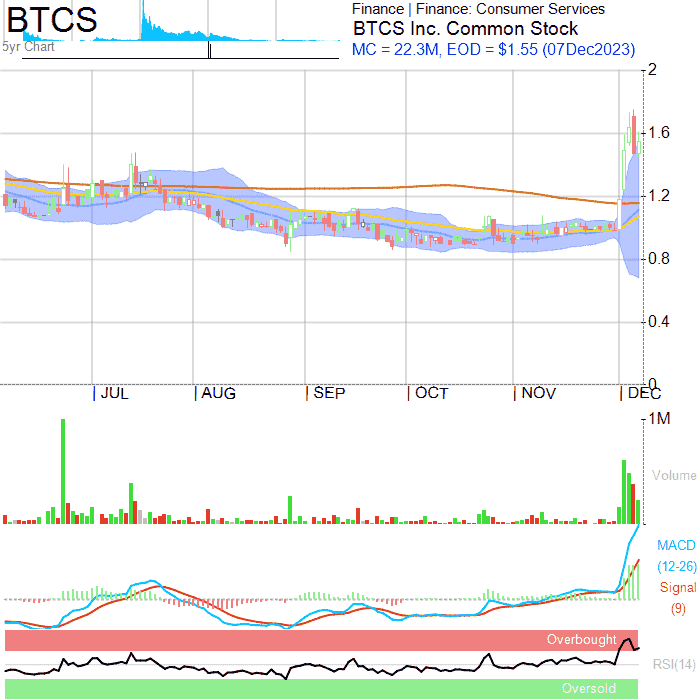 BTCS
5yr Chart
Finance | Finance: Consumer Services
BTCS Inc. Common Stock
MC = 22.3M, EOD = $1.55 (07Dec2023)
2
1.6
1.2
0.8
0.4
0
JUL AUG SEP OCT NOV DEC
1M
Volume
MACD
(12-26)
Signal
(9)
Overbought
RSI(14)
Oversold